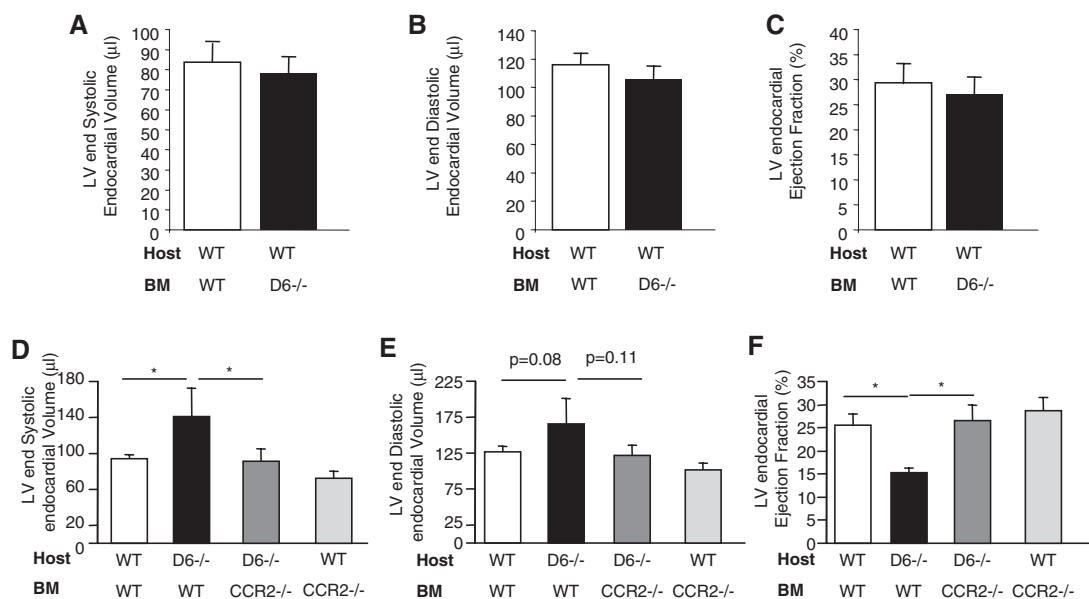 A
LV end Systolic
Endocardial Volume (µl)
100
90
80
70
60
50
40
30
20
10
0
Host WT WT
BM WT D6-/-
B
LV end Diastolic
Endocardial Volume (µl)
140
120
100
80
60
40
20
0
WT WT
WT D6-/-
C
LV endocardial
Ejection Fraction (%)
40
35
30
25
20
15
10
5
0
Host WT WT
BM WT D6-/-
D
LV end Systolic
endocardial Volume (µl)
180
140
100
60
20
0
* *
Host WT D6-/- D6-/- WT
BM WT WT CCR2-/- CCR2-/-
E
LV end Diastolic
endocardial Volume (µl)
225
175
125
75
25
0
p=0.08 p=0.11
Host WT D6-/- D6-/- WT
BM WT WT CCR2-/- CCR2-/-
F
LV endocardial
Ejection Fraction (%)
35
35
25
15
15
5
0
* *
Host WT D6-/- D6-/- WT
BM WT WT CCR2-/- CCR2-/-